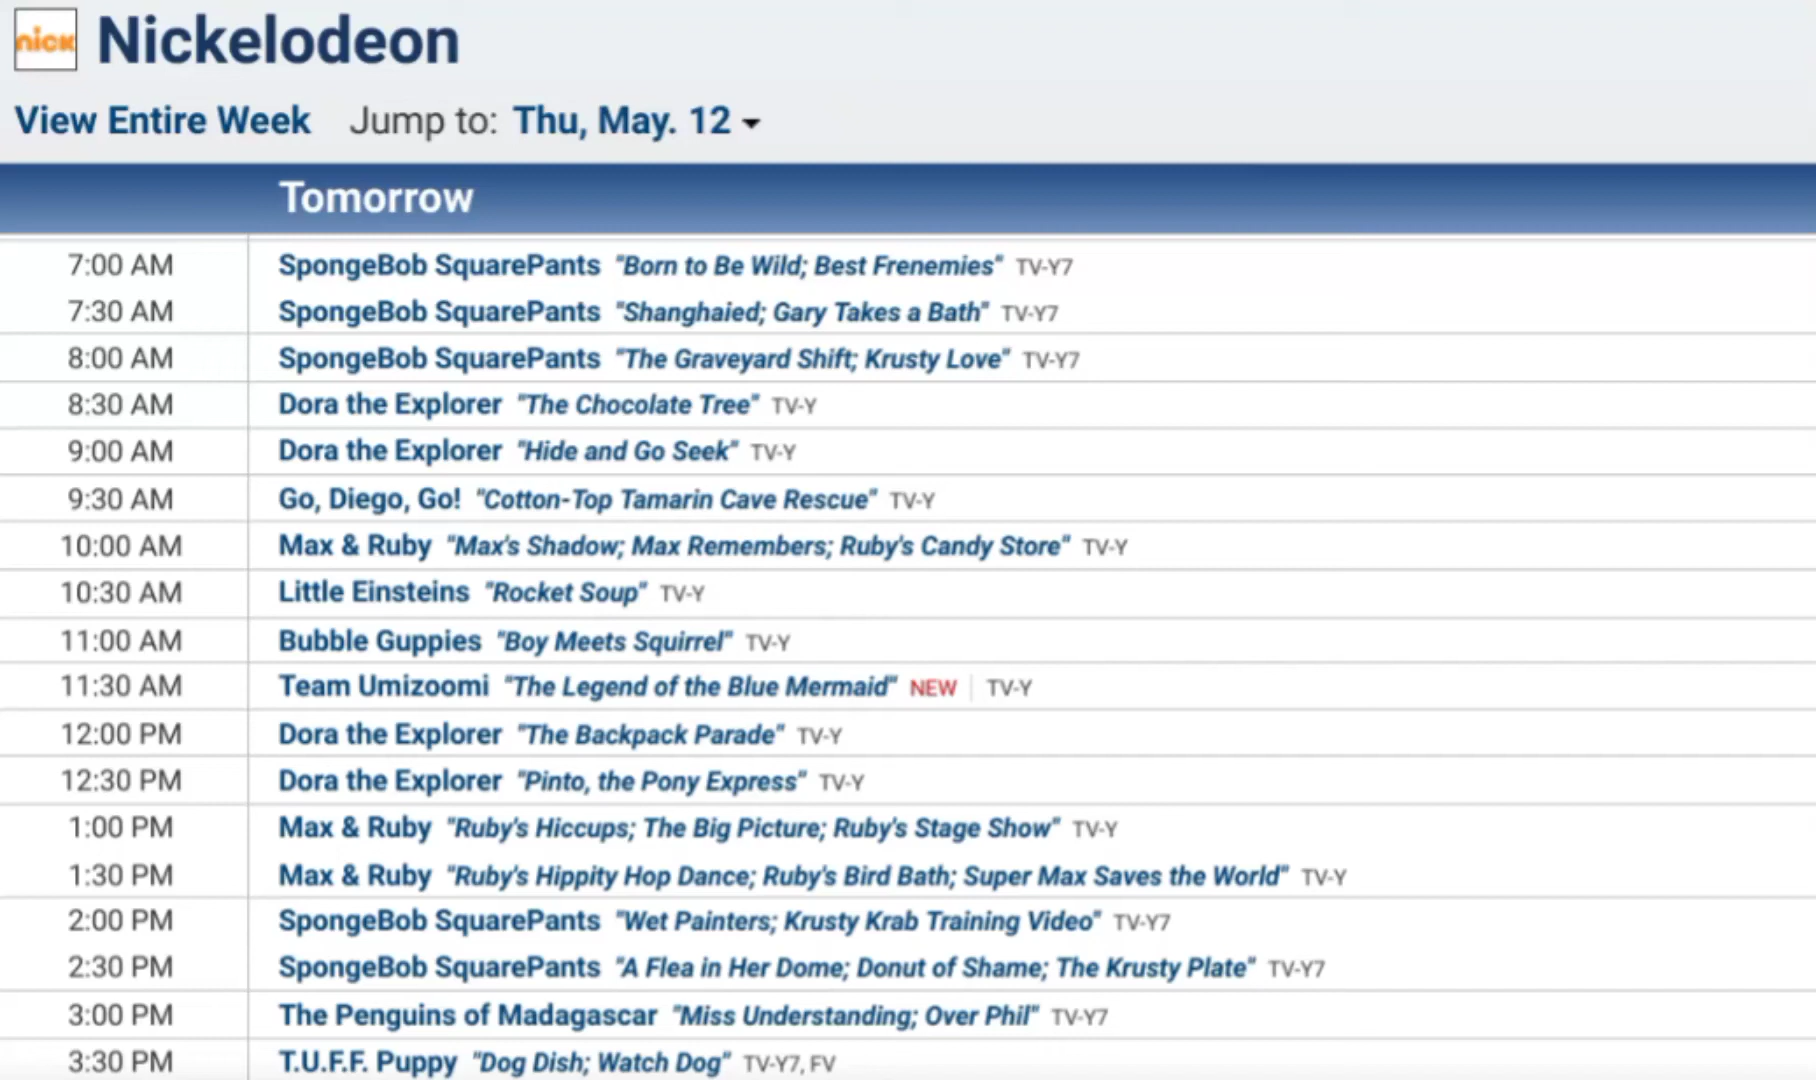 nick Nickelodeon
View Entire Week Jump to: Thu, May. 12
Tomorrow
7:00 AM SpongeBob SquarePants "Born to Be Wild; Best Frenemies" TV-Y7
7:30 AM SpongeBob SquarePants "Shanghaied; Gary Takes a Bath" TV-Y7
8:00 AM SpongeBob SquarePants "The Graveyard Shift; Krusty Love" TV-Y7
8:30 AM Dora the Explorer "The Chocolate Tree" TV-Y
9:00 AM Dora the Explorer "Hide and Go Seek" TV-Y
9:30 AM Go, Diego, Go! "Cotton-Top Tamarin Cave Rescue" TV-Y
10:00 AM Max & Ruby "Max's Shadow; Max Remembers; Ruby's Candy Store" TV-Y
10:30 AM Little Einsteins "Rocket Soup" TV-Y
11:00 AM Bubble Guppies "Boy Meets Squirrel" TV-Y
11:30 AM Team Umizoomi "The Legend of the Blue Mermaid" NEW TV-Y
12:00 PM Dora the Explorer "The Backpack Parade" TV-Y
12:30 PM Dora the Explorer "Pinto, the Pony Express" TV-Y
1:00 PM Max & Ruby "Ruby's Hiccups; The Big Picture; Ruby's Stage Show" TV-Y
1:30 PM Max & Ruby "Ruby's Hippity Hop Dance; Ruby's Bird Bath; Super Max Saves the World" TV-Y
2:00 PM SpongeBob SquarePants "Wet Painters; Krusty Krab Training Video" TV-Y7
2:30 PM SpongeBob SquarePants "A Flea in Her Dome; Donut of Shame; The Krusty Plate" TV-Y7
3:00 PM The Penguins of Madagascar "Miss Understanding; Over Phil" TV-Y7
3:30 PM T.U.F.F. Puppy "Dog Dish; Watch Dog" TV-Y7, FV